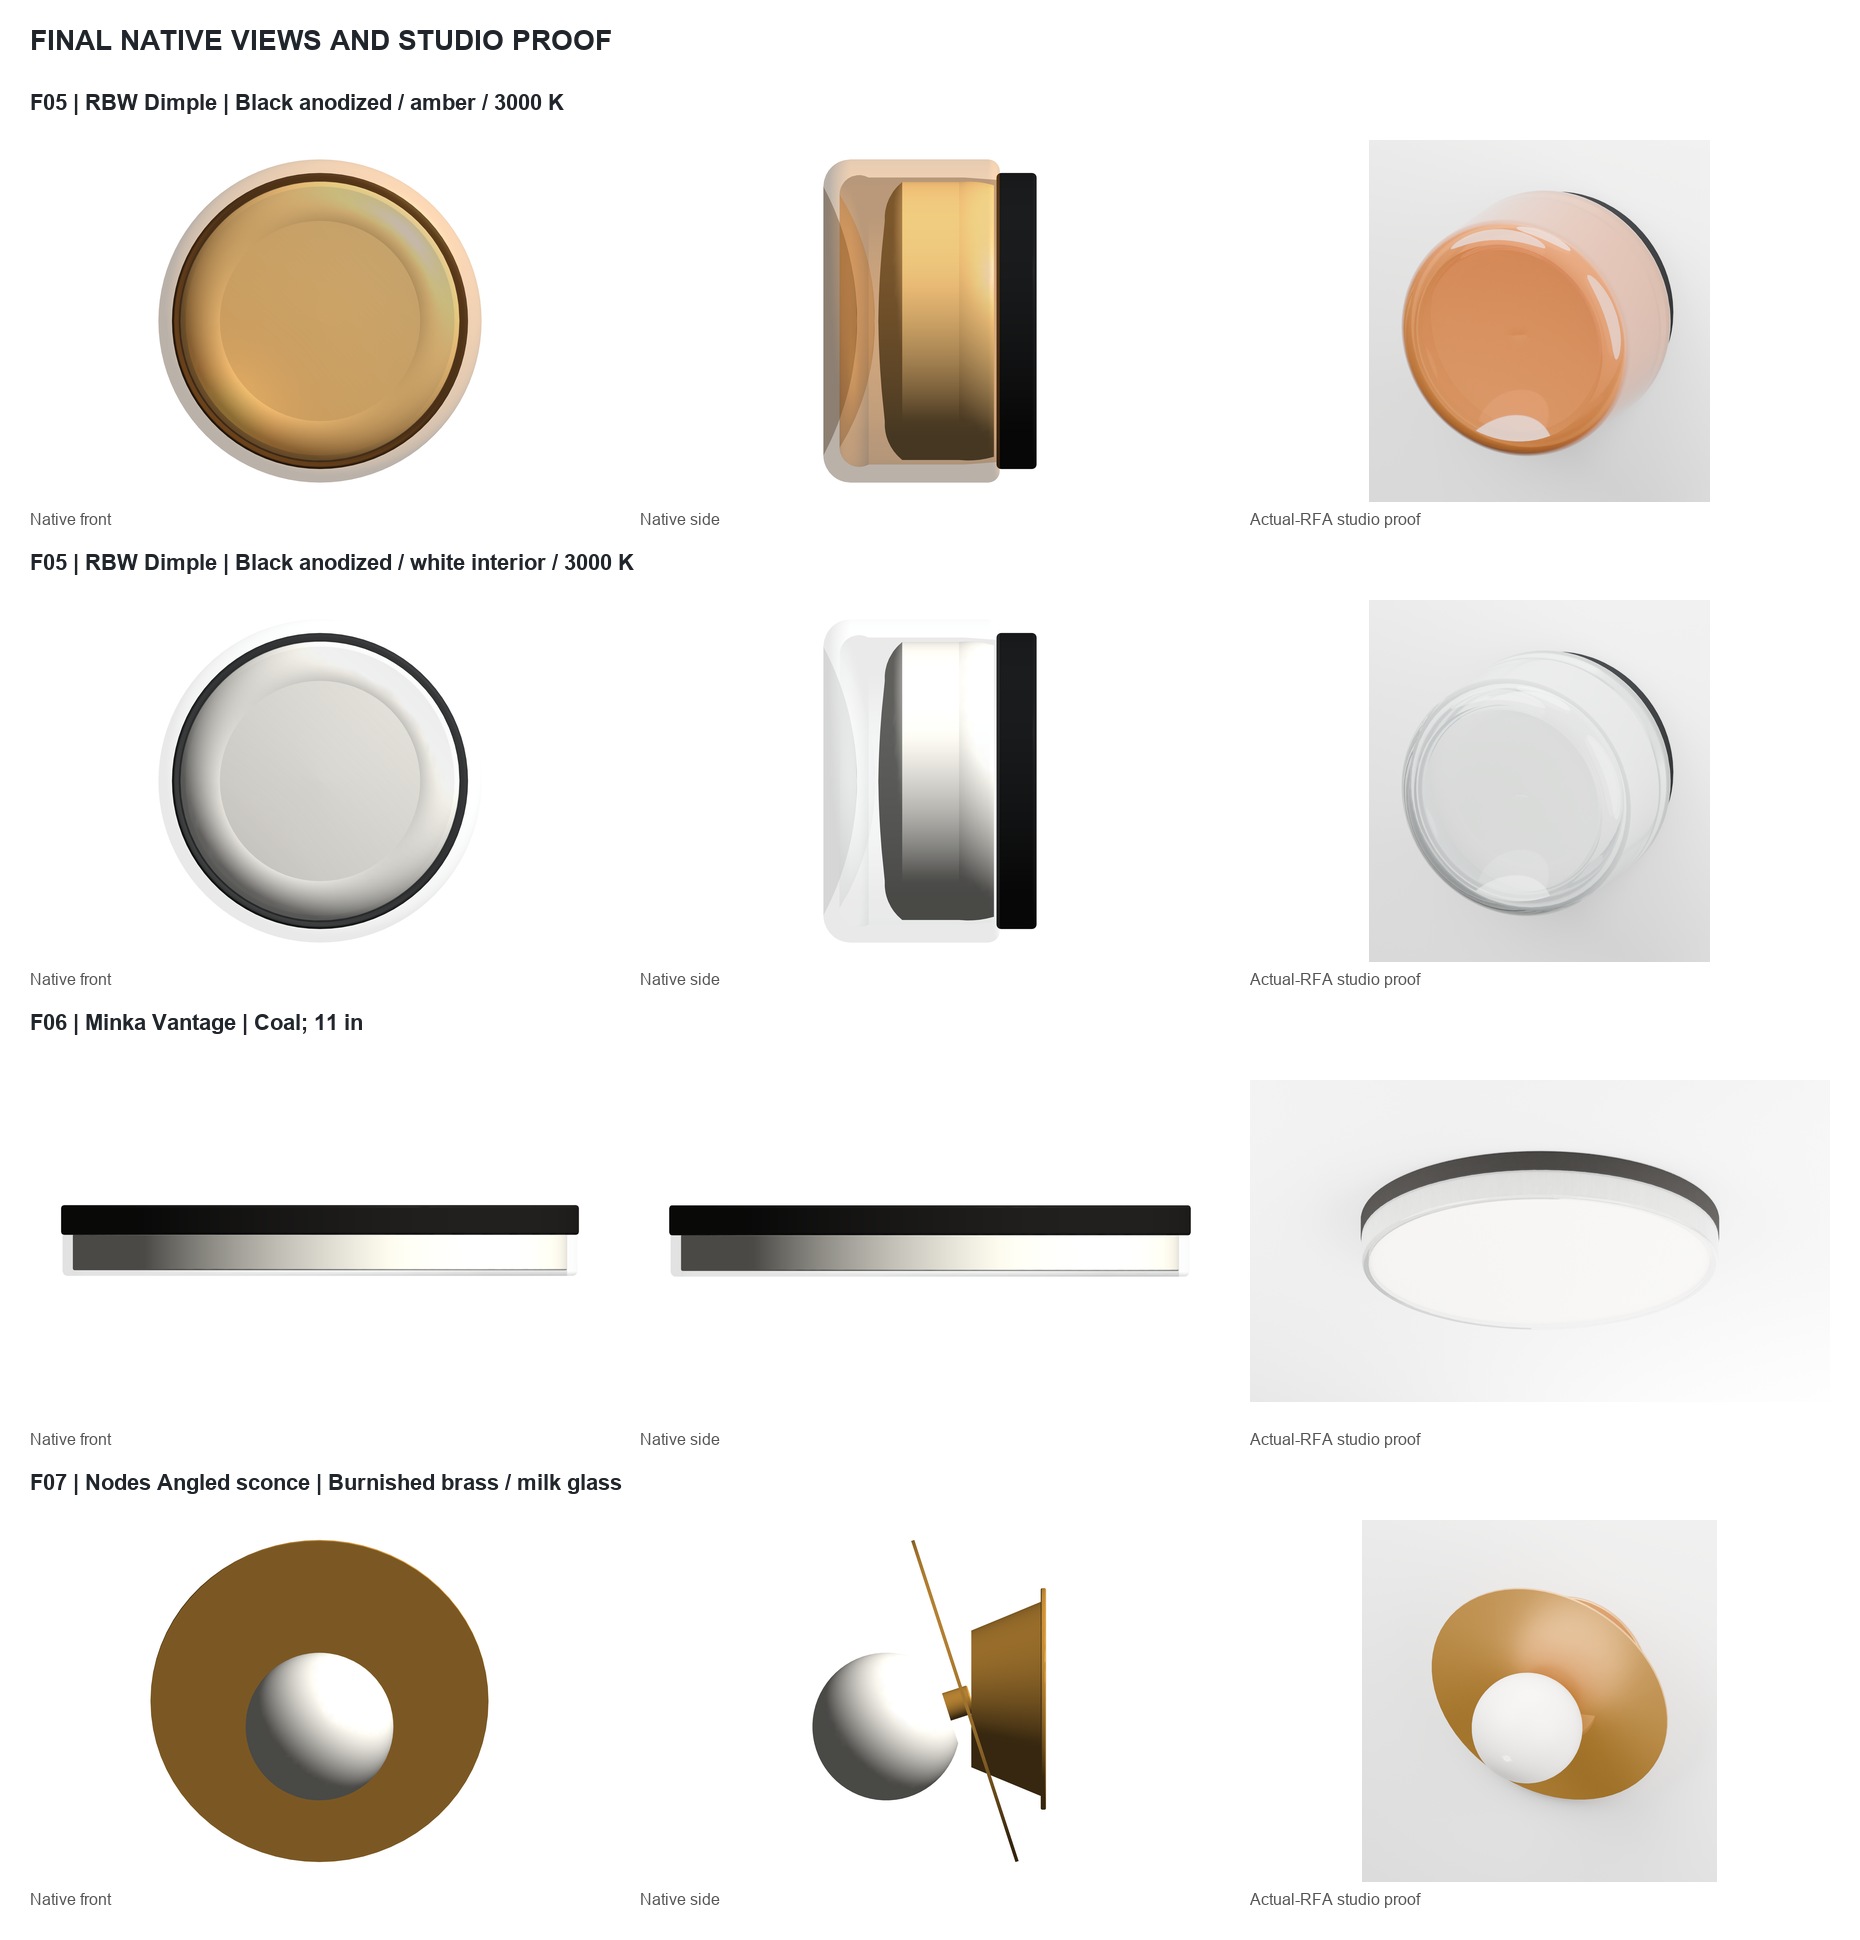 FINAL NATIVE VIEWS AND STUDIO PROOF
F05 | RBW Dimple | Black anodized / amber / 3000 K
Native front
Native side
Actual-RFA studio proof
F05 | RBW Dimple | Black anodized / white interior / 3000 K
Native front
Native side
Actual-RFA studio proof
F06 | Minka Vantage | Coal; 11 in
Native front
Native side
Actual-RFA studio proof
F07 | Nodes Angled sconce | Burnished brass / milk glass
Native front
Native side
Actual-RFA studio proof